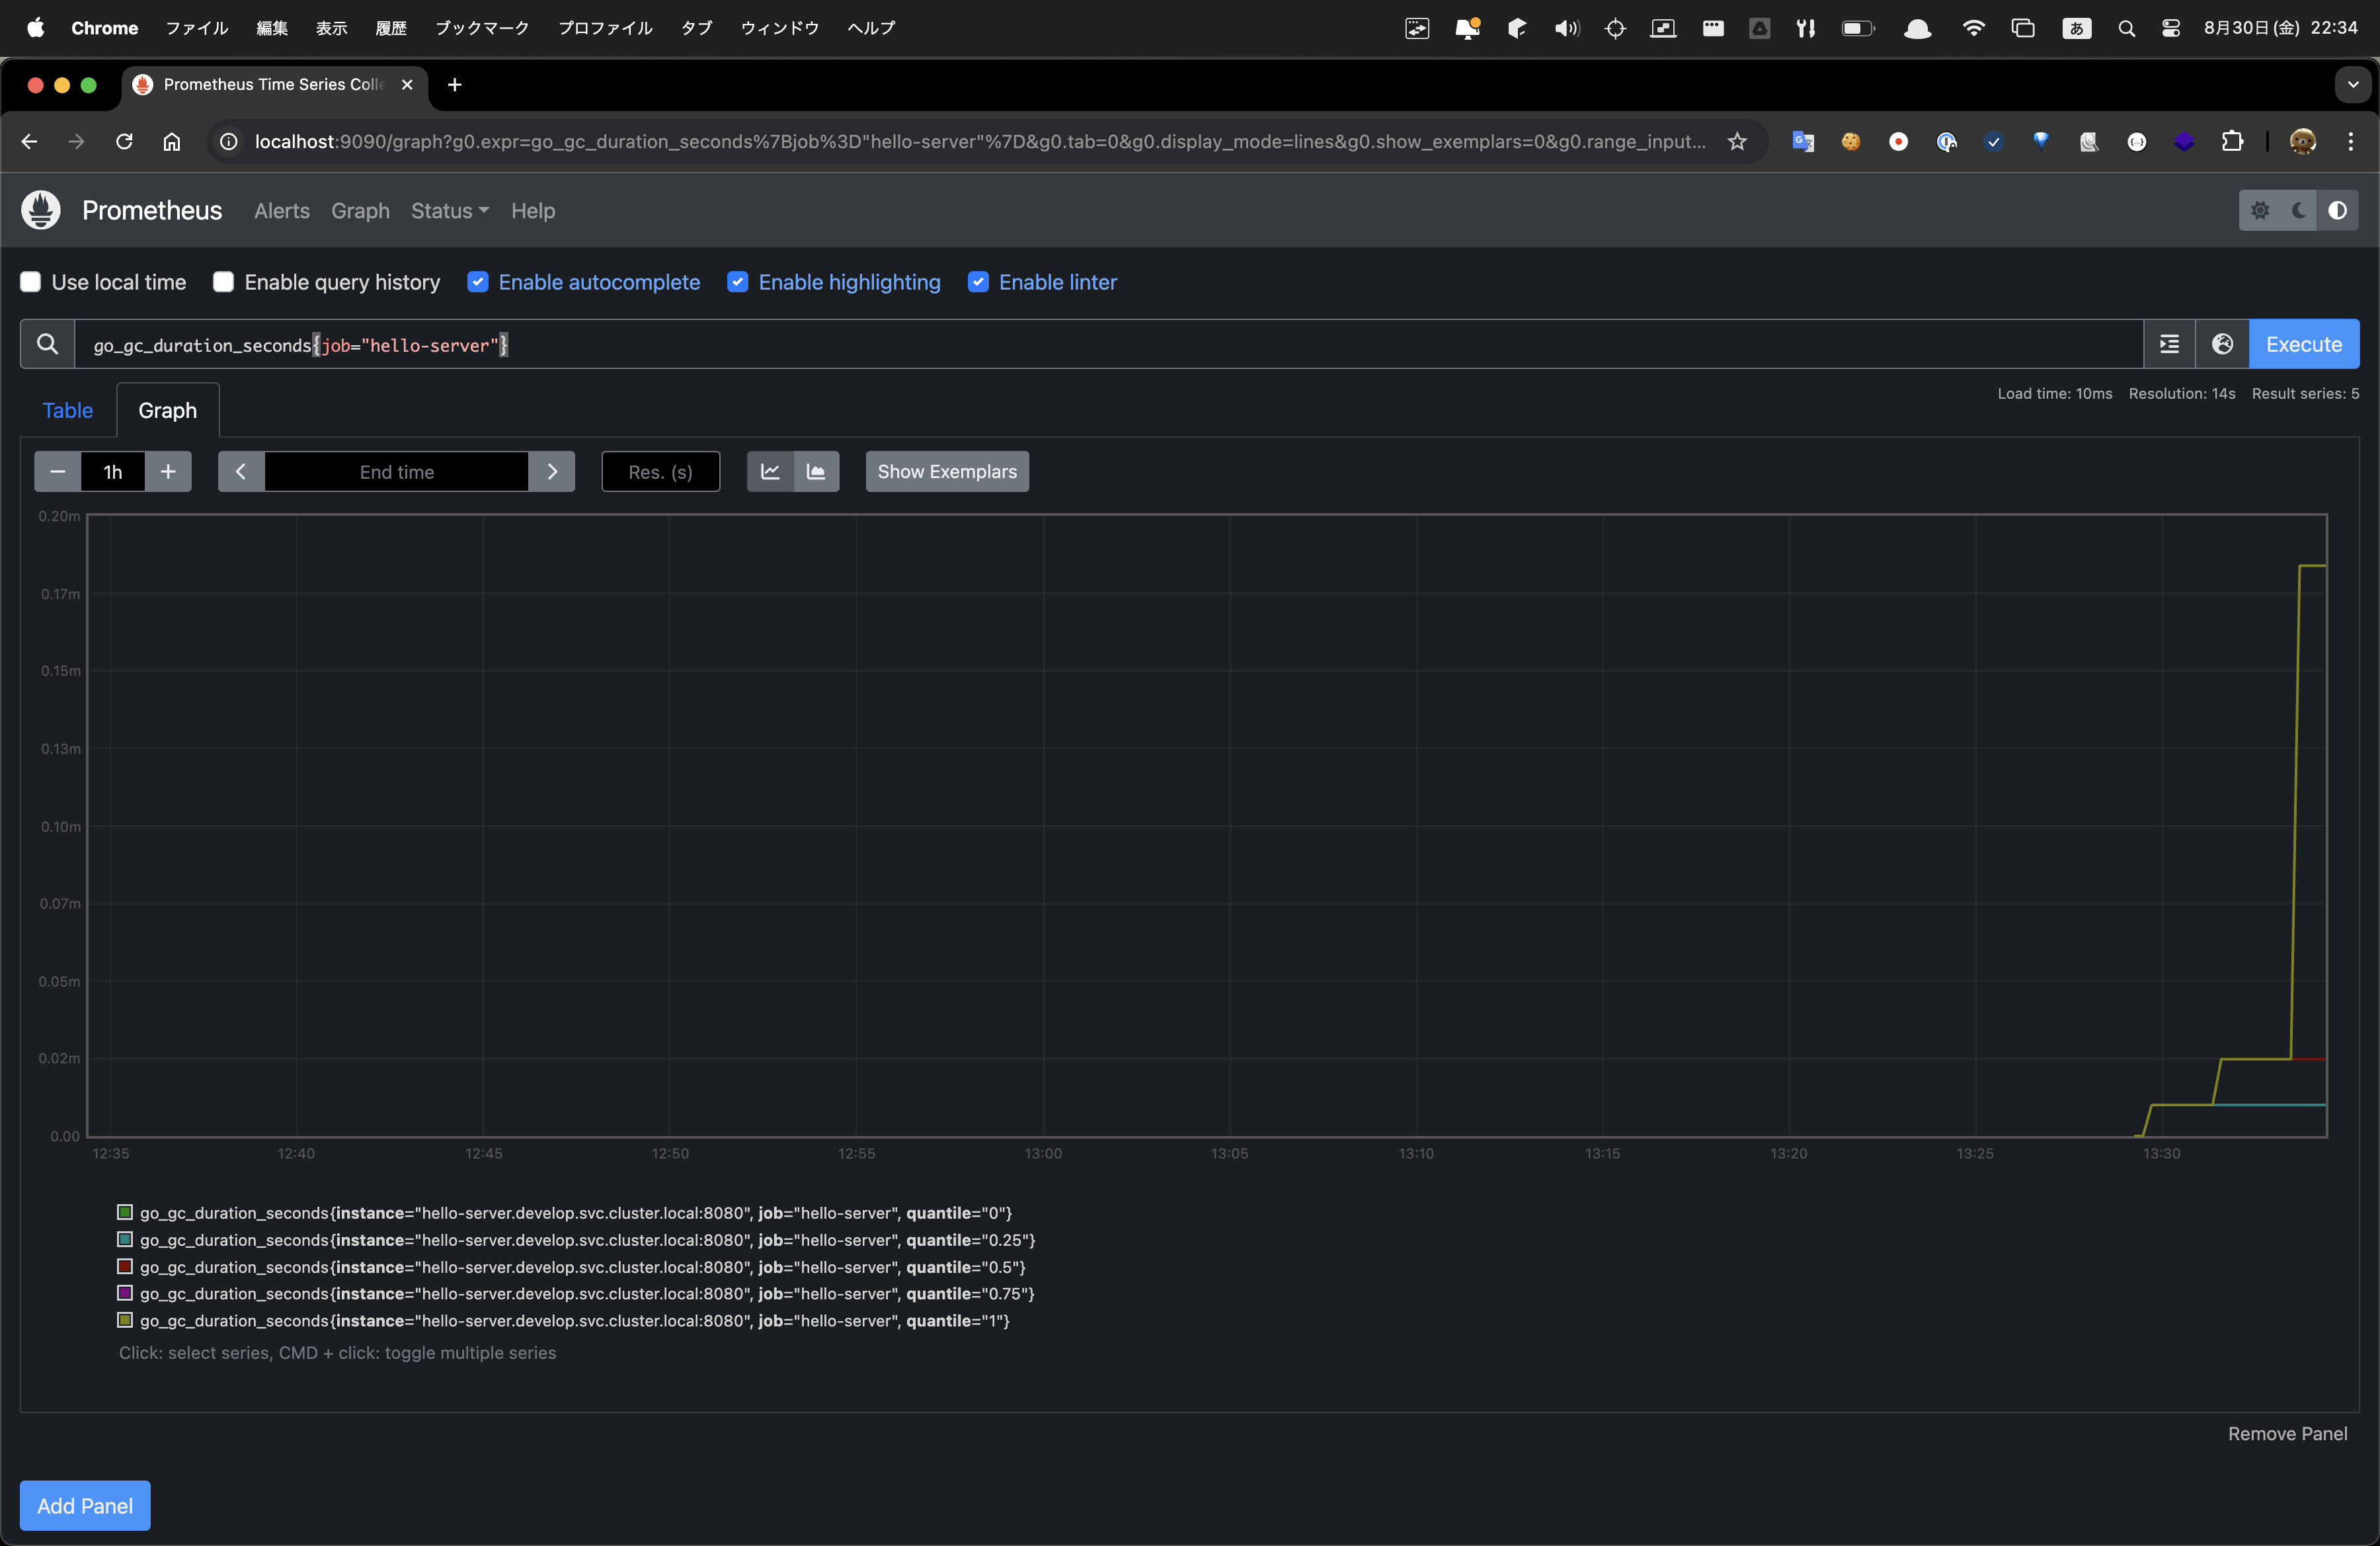 Chrome ファイル 編集 表示 履歴 ブックマーク プロファイル タブ ウィンドウ ヘルプ あ 8月30日(金) 22:34
Prometheus Time Series Colle
localhost:9090/graph?g0.expr=go_gc_duration_seconds%7Bjob%3D"hello-server"%7D&g0.tab=0&g0.display_mode=lines&g0.show_exemplars=0&g0.range_input...
Prometheus Alerts Graph Status Help
Use local time Enable query history Enable autocomplete Enable highlighting Enable linter
go_gc_duration_seconds{job="hello-server"} Execute
Table Graph Load time: 10ms Resolution: 14s Result series: 5
1h End time Res. (s) Show Exemplars
0.20m
0.17m
0.15m
0.13m
0.10m
0.07m
0.05m
0.02m
0.00
12:35 12:40 12:45 12:50 12:55 13:00 13:05 13:10 13:15 13:20 13:25 13:30
go_gc_duration_seconds{instance="hello-server.develop.svc.cluster.local:8080", job="hello-server", quantile="0"}
go_gc_duration_seconds{instance="hello-server.develop.svc.cluster.local:8080", job="hello-server", quantile="0.25"}
go_gc_duration_seconds{instance="hello-server.develop.svc.cluster.local:8080", job="hello-server", quantile="0.5"}
go_gc_duration_seconds{instance="hello-server.develop.svc.cluster.local:8080", job="hello-server", quantile="0.75"}
go_gc_duration_seconds{instance="hello-server.develop.svc.cluster.local:8080", job="hello-server", quantile="1"}
Click: select series, CMD + click: toggle multiple series
Remove Panel
Add Panel